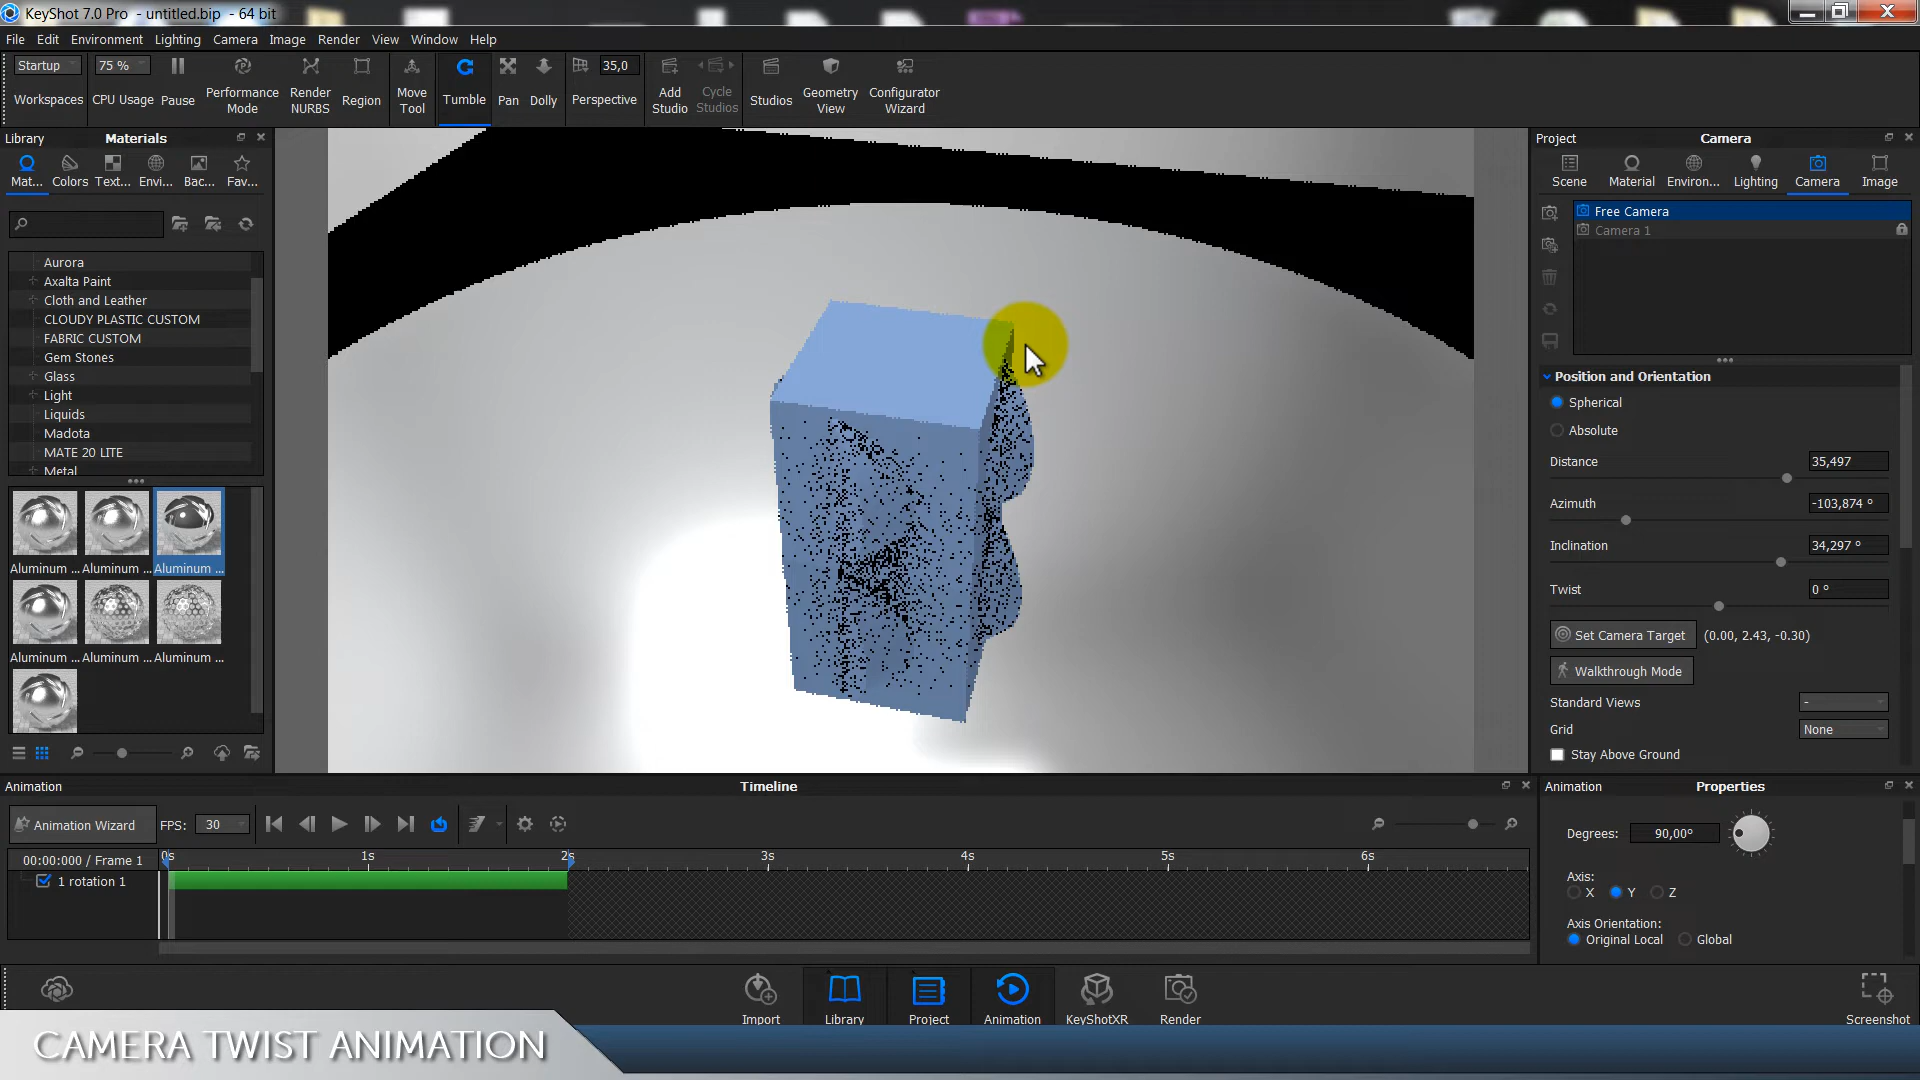 KeyShot 7.0 Pro - untitled.bip - 64 bit
File Edit Environment Lighting Camera Image Render View Window Help
Startup 75 % 35,0
Workspaces CPU Usage Pause Performance Mode Render NURBS Region Move Tool Tumble Pan Dolly Perspective Add Studio Cycle Studios Studios Geometry View Configurator Wizard
Library Materials
Mat... Colors Text... Envi... Bac... Fav...
Aurora
Axalta Paint
Cloth and Leather
CLOUDY PLASTIC CUSTOM
FABRIC CUSTOM
Gem Stones
Glass
Light
Liquids
Madota
MATE 20 LITE
Metal
Aluminum ... Aluminum ... Aluminum ...
Aluminum ... Aluminum ... Aluminum ...
Project Camera
Scene Material Environ... Lighting Camera Image
Free Camera
Camera 1
Position and Orientation
Spherical
Absolute
Distance 35,497
Azimuth -103,874 °
Inclination 34,297 °
Twist 0 °
Set Camera Target (0.00, 2.43, -0.30)
Walkthrough Mode
Standard Views -
Grid None
Stay Above Ground
Animation Timeline
Animation Wizard FPS: 30
00:00:000 / Frame 1 0s 1s 2s 3s 4s 5s 6s
1 rotation 1
Animation Properties
Degrees: 90,00°
Axis:
X Y Z
Axis Orientation:
Original Local Global
Import Library Project Animation KeyShotXR Render Screenshot
CAMERA TWIST ANIMATION